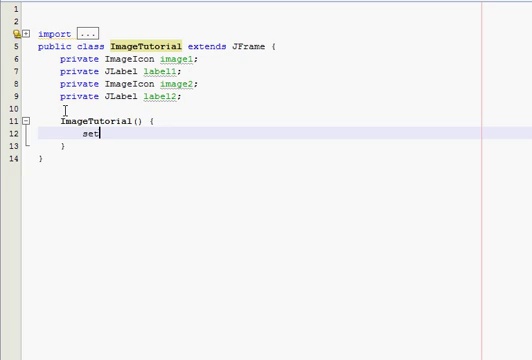 1
2
import ...
5 public class ImageTutorial extends JFrame {
6 private ImageIcon image1;
7 private JLabel label1;
8 private ImageIcon image2;
9 private JLabel label2;
10
11 ImageTutorial() {
12 set
13 }
14 }